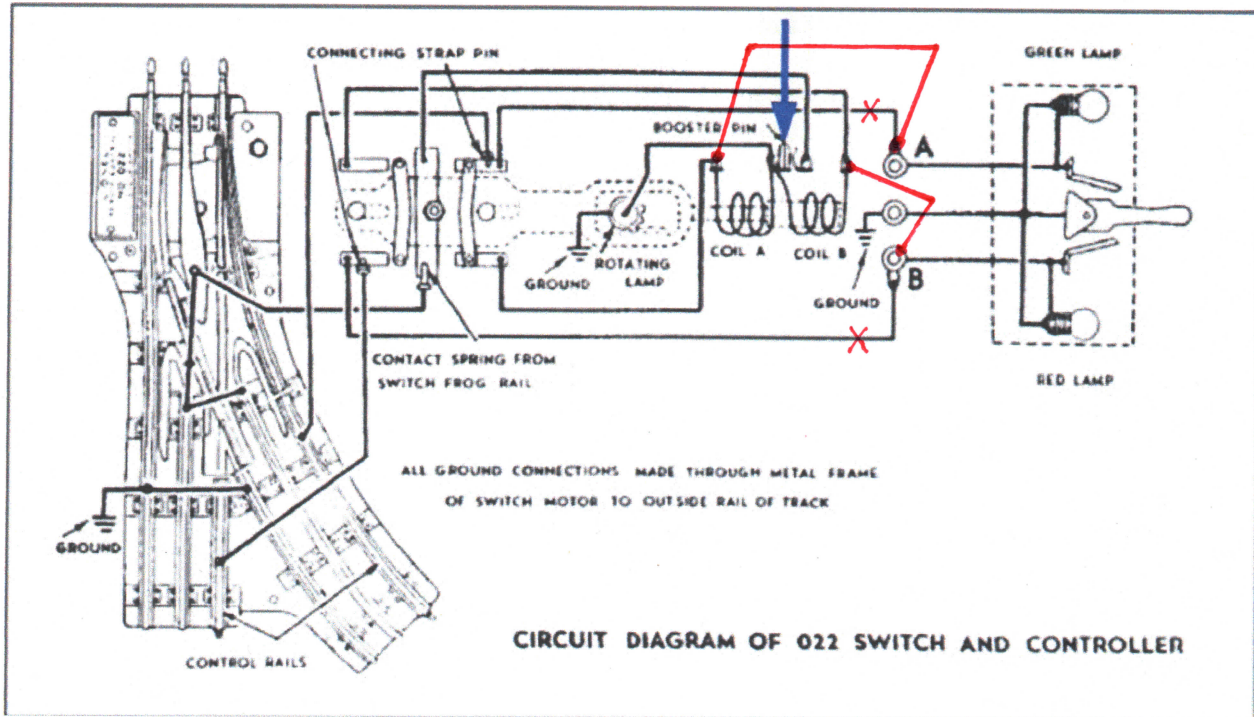 CONNECTING STRAP PIN
GREEN LAMP
BOOSTER PIN
A
022
COIL A
COIL B
ROTATING
LAMP
GROUND
GROUND
B
CONTACT SPRING FROM
SWITCH FROG RAIL
RED LAMP
ALL GROUND CONNECTIONS MADE THROUGH METAL FRAME
OF SWITCH MOTOR TO OUTSIDE RAIL OF TRACK
GROUND
CIRCUIT DIAGRAM OF 022 SWITCH AND CONTROLLER
CONTROL RAILS